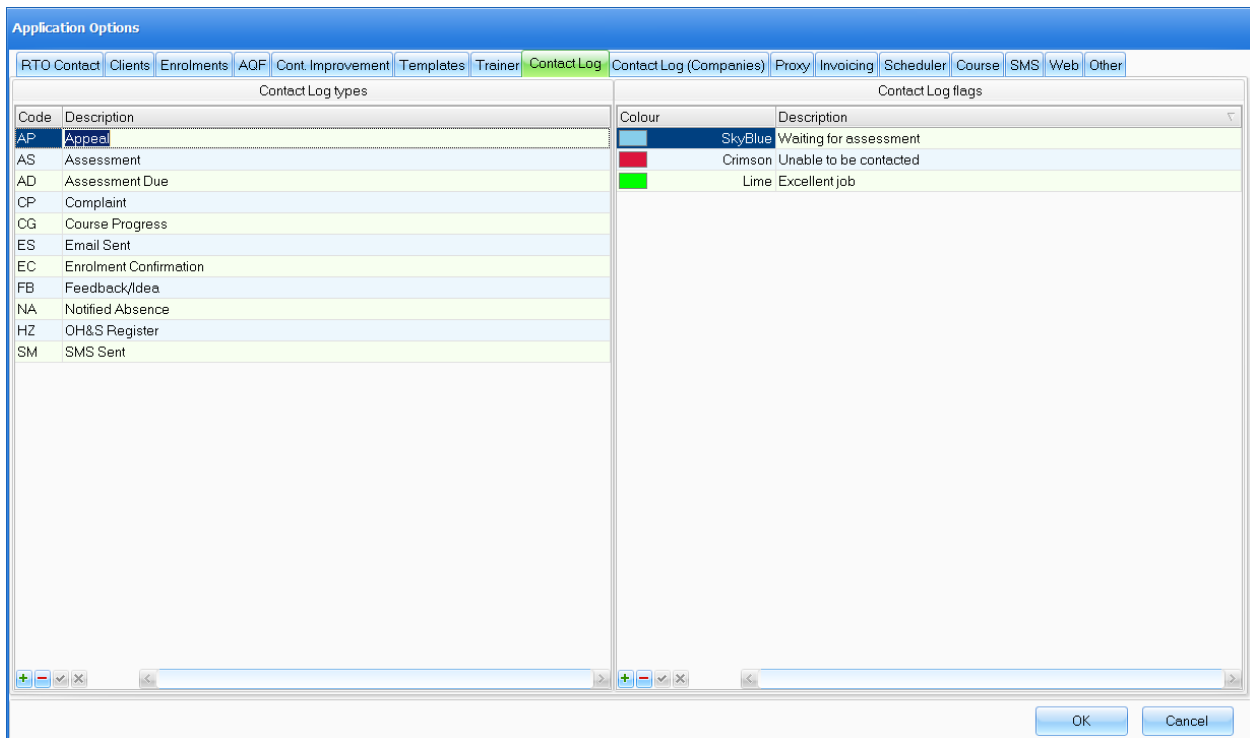 Application Options
RTO Contact Clients Enrolments AQF Cont. Improvement Templates Trainer Contact Log Contact Log (Companies) Proxy Invoicing Scheduler Course SMS Web Other
Contact Log types
Code Description
AP Appeal
AS Assessment
AD Assessment Due
CP Complaint
CG Course Progress
ES Email Sent
EC Enrolment Confirmation
FB Feedback/Idea
NA Notified Absence
HZ OH&S Register
SM SMS Sent
Contact Log flags
Colour Description
SkyBlue Waiting for assessment
Crimson Unable to be contacted
Lime Excellent job
OK Cancel